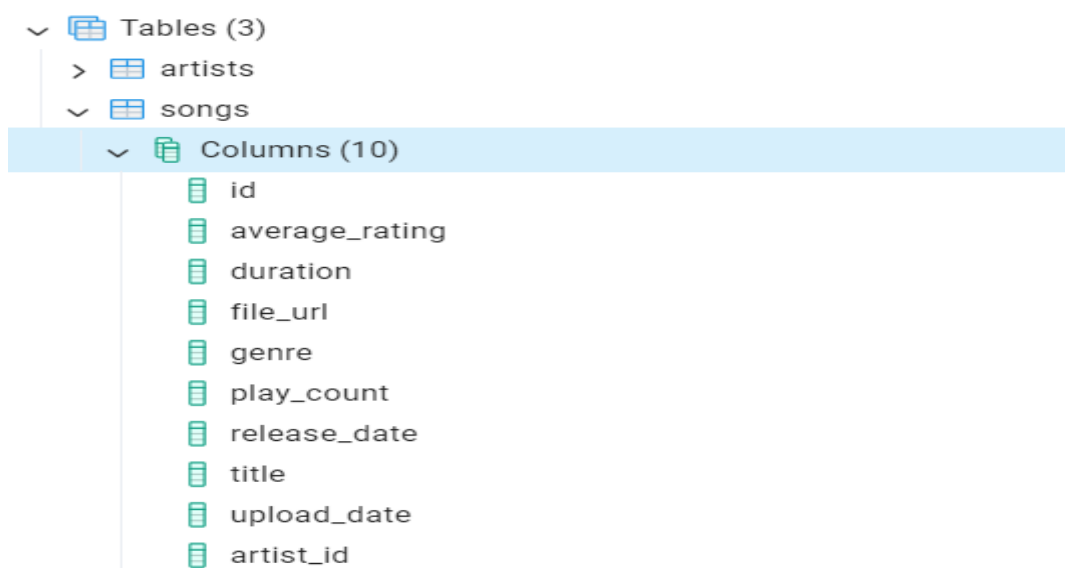 Tables (3)
artists
songs
Columns (10)
id
average_rating
duration
file_url
genre
play_count
release_date
title
upload_date
artist_id